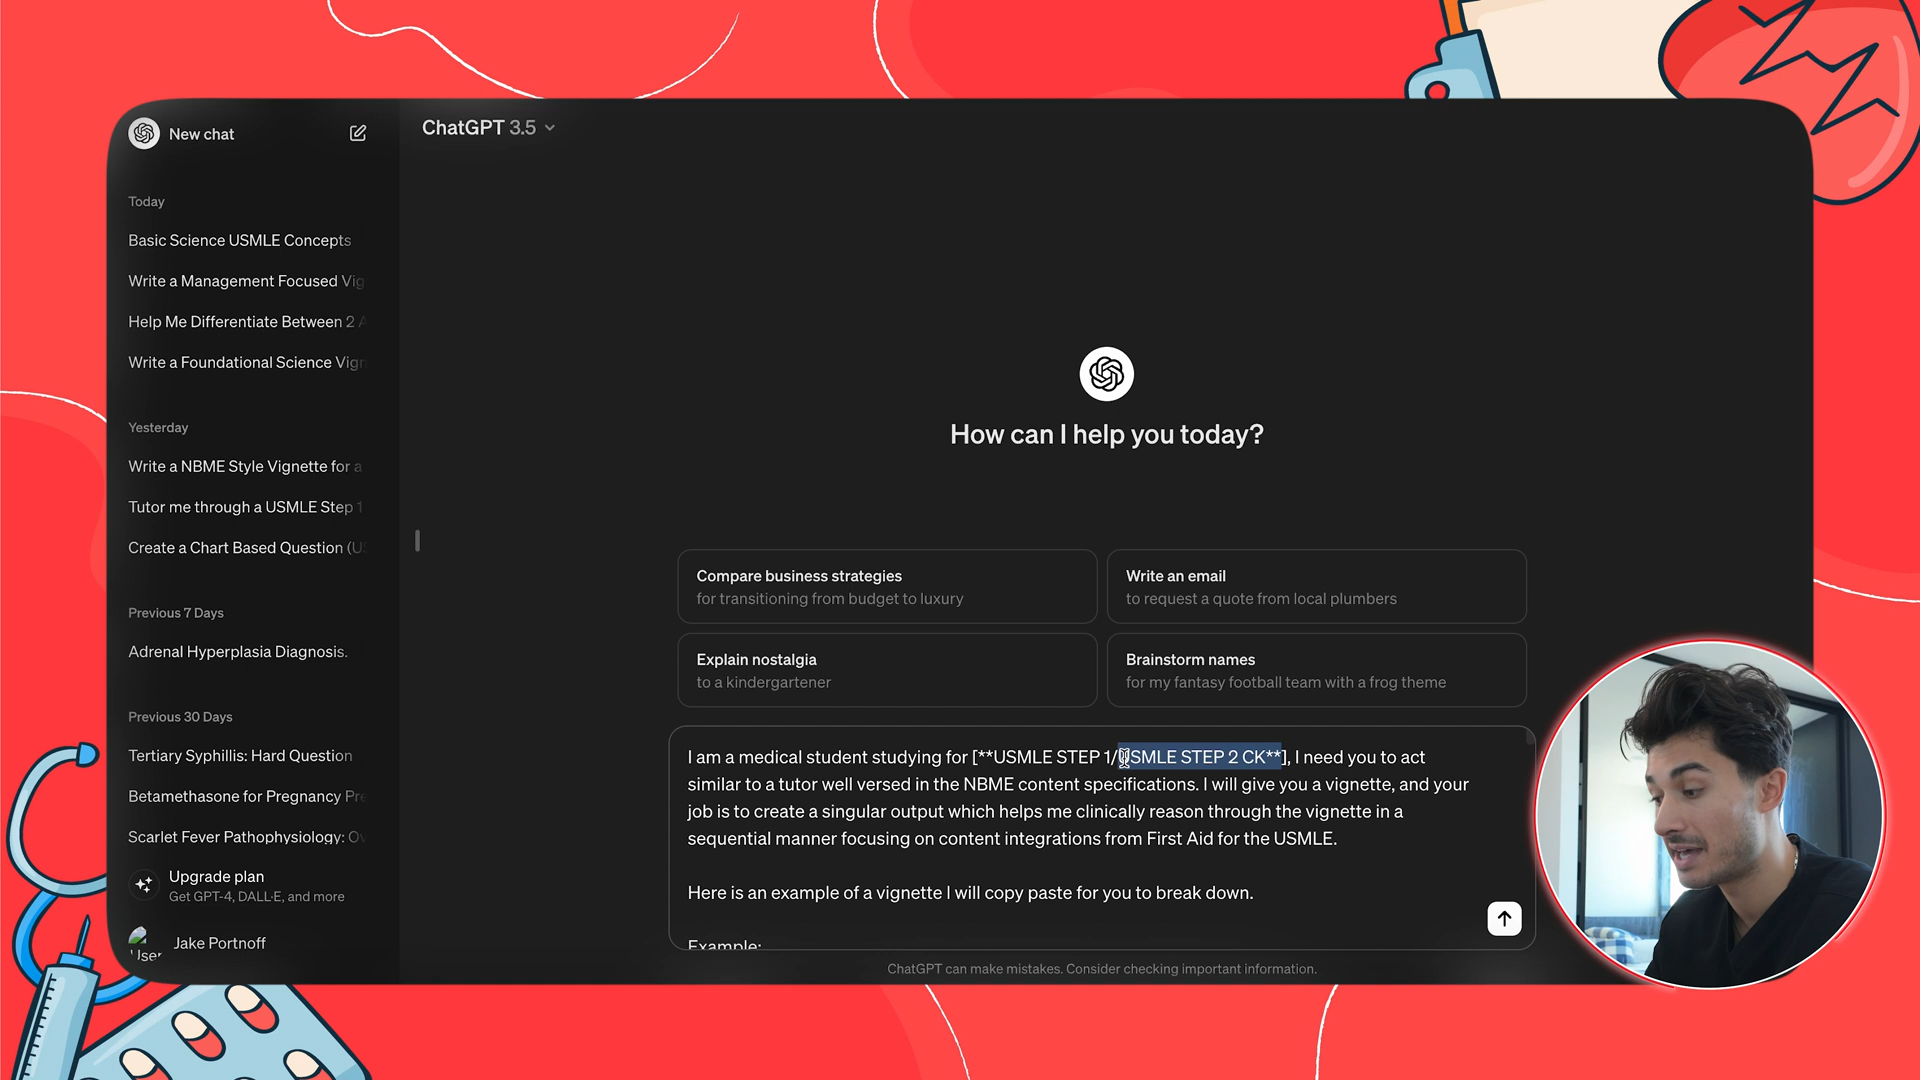 New chat
ChatGPT 3.5
Today
Basic Science USMLE Concepts
Write a Management Focused Vig
Help Me Differentiate Between 2
Write a Foundational Science Vign
Yesterday
Write a NBME Style Vignette for a
Tutor me through a USMLE Step 1
Create a Chart Based Question (US
Previous 7 Days
Adrenal Hyperplasia Diagnosis.
Previous 30 Days
Tertiary Syphillis: Hard Question
Betamethasone for Pregnancy Pre
Scarlet Fever Pathophysiology: Ov
Upgrade plan
Get GPT-4, DALL·E, and more
User
Jake Portnoff
How can I help you today?
Compare business strategies
for transitioning from budget to luxury
Write an email
to request a quote from local plumbers
Explain nostalgia
to a kindergartener
Brainstorm names
for my fantasy football team with a frog theme
I am a medical student studying for [**USMLE STEP 1/USMLE STEP 2 CK**], I need you to act
similar to a tutor well versed in the NBME content specifications. I will give you a vignette, and your
job is to create a singular output which helps me clinically reason through the vignette in a
sequential manner focusing on content integrations from First Aid for the USMLE.
Here is an example of a vignette I will copy paste for you to break down.
Example:
ChatGPT can make mistakes. Consider checking important information.